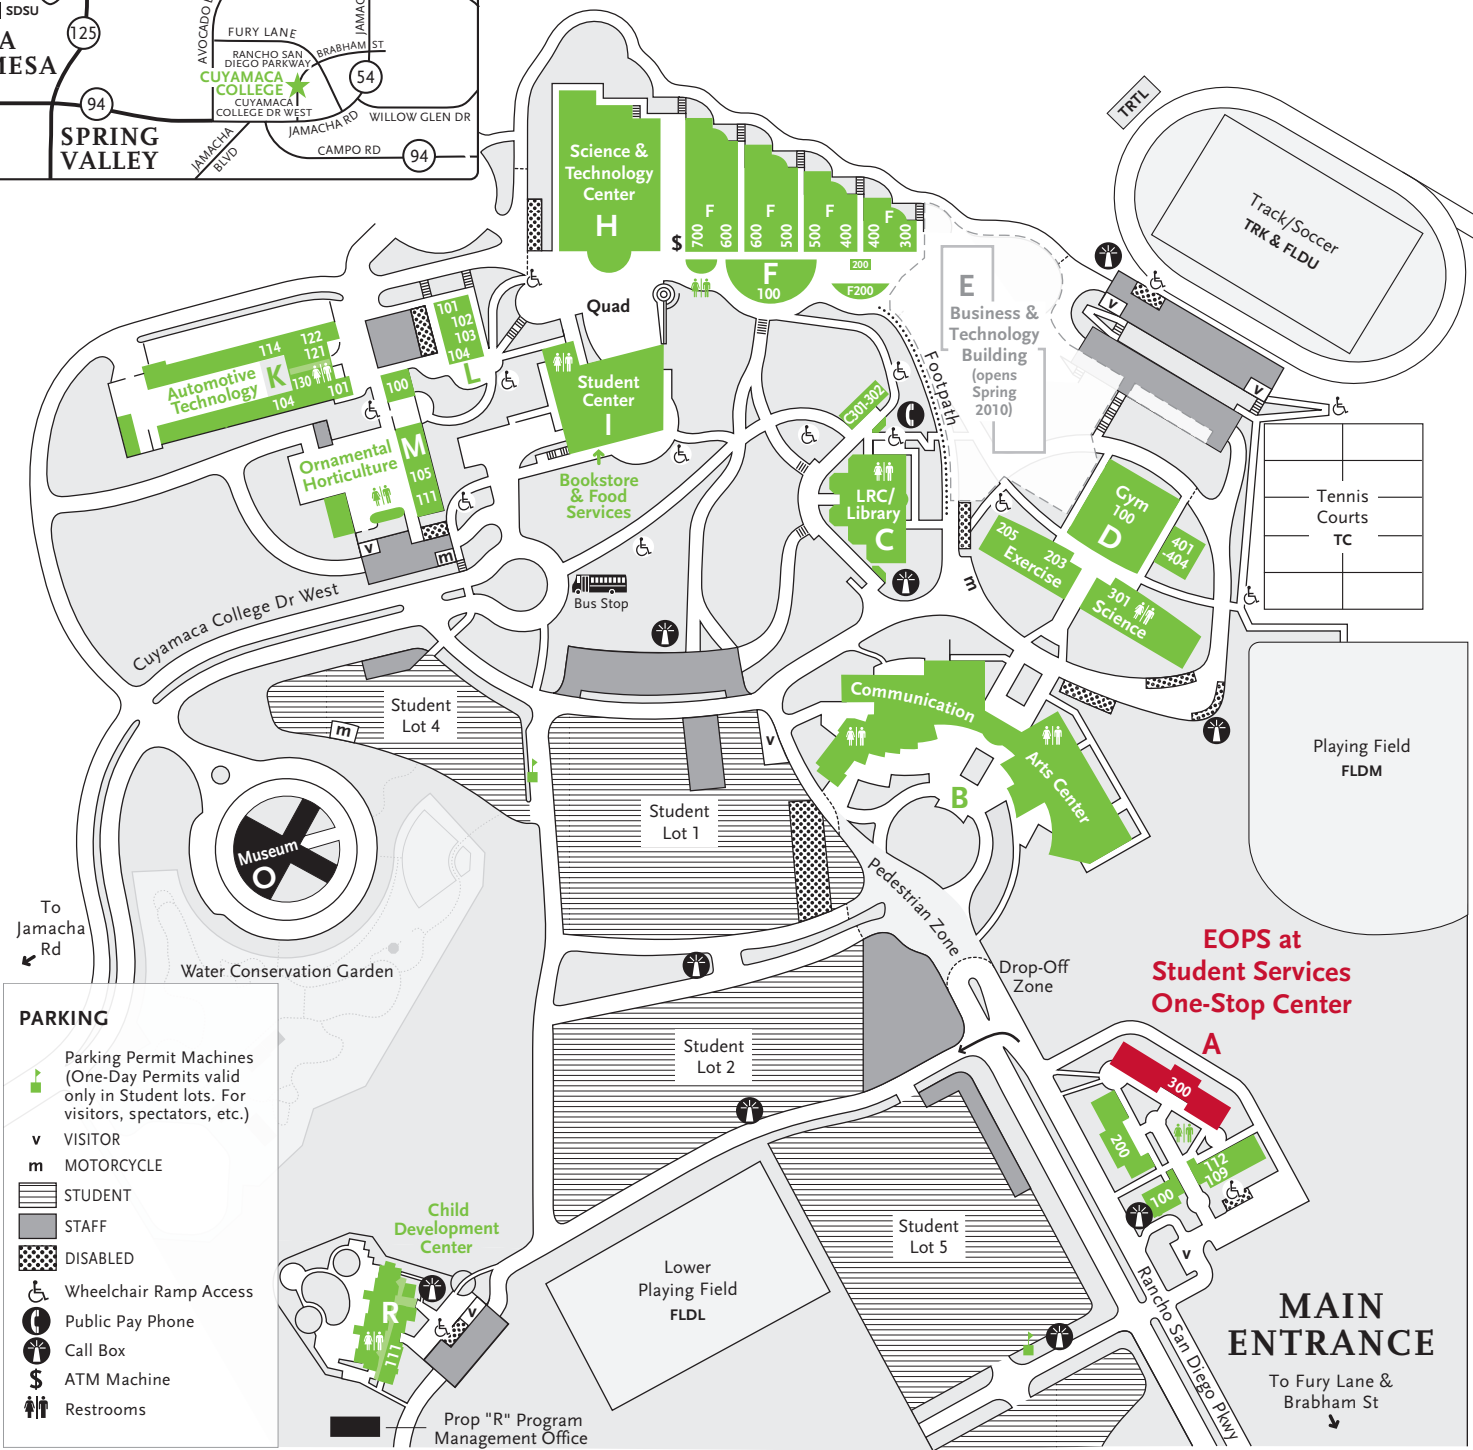 SDSU
125
A
MESA
94
SPRING
VALLEY
AVOCADO B
FURY LANE
RANCHO SAN
DIEGO PARKWAY
BRABHAM ST
JAMAC
54
CUYAMACA
COLLEGE
CUYAMACA
COLLEGE DR WEST
JAMACHA RD
WILLOW GLEN DR
JAMACHA
BLVD
CAMPO RD
94
TRTL
Track/Soccer
TRK & FLDU
Science &
Technology
Center
H
$
F
700
600
F
600
500
F
500
400
F
400
300
F
100
200
F200
Quad
E
Business &
Technology
Building
(opens
Spring
2010)
Footpath
v
v
101
102
103
104
L
114
122
121
Automotive
Technology
K
130
101
104
100
M
Ornamental
Horticulture
105
111
v
m
Student
Center
I
Bookstore
& Food
Services
C301-302
LRC/
Library
C
m
Gym
100
D
205
203
Exercise
401
-404
301
Science
Tennis
Courts
TC
Bus Stop
Cuyamaca College Dr West
Student
Lot 4
m
Student
Lot 1
v
Communication
Arts Center
B
Playing Field
FLDM
Museum
O
To
Jamacha
Rd
Water Conservation Garden
Pedestrian Zone
Drop-Off
Zone
EOPS at
Student Services
One-Stop Center
A
300
200
112
109
100
v
Student
Lot 2
Student
Lot 5
Lower
Playing Field
FLDL
Child
Development
Center
R
111
v
Rancho San Diego Pkwy
MAIN
ENTRANCE
To Fury Lane &
Brabham St
Prop "R" Program
Management Office
PARKING
Parking Permit Machines
(One-Day Permits valid
only in Student lots. For
visitors, spectators, etc.)
v VISITOR
m MOTORCYCLE
STUDENT
STAFF
DISABLED
Wheelchair Ramp Access
Public Pay Phone
Call Box
$ ATM Machine
Restrooms